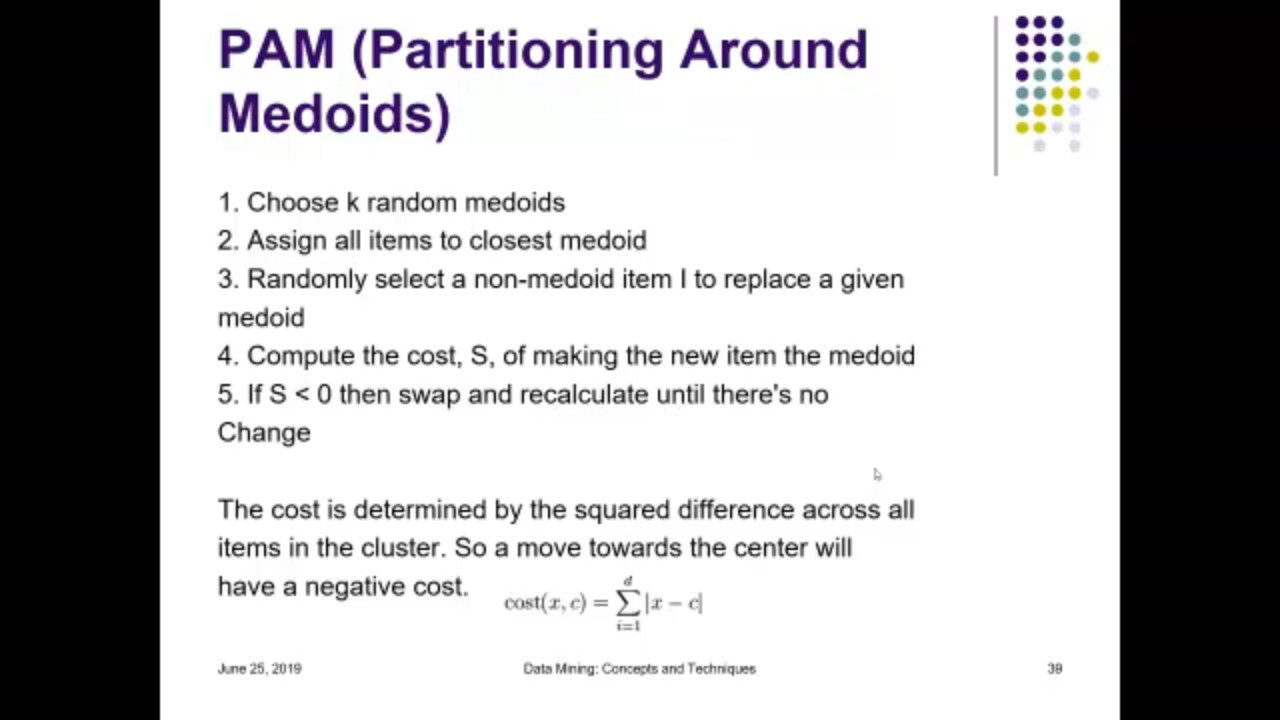 PAM (Partitioning Around
Medoids)
1. Choose k random medoids
2. Assign all items to closest medoid
3. Randomly select a non-medoid item I to replace a given
medoid
4. Compute the cost, S, of making the new item the medoid
5. If S < 0 then swap and recalculate until there's no
Change
The cost is determined by the squared difference across all
items in the cluster. So a move towards the center will
have a negative cost.
cost(x, c) = \sum_{i=1}^{d} |x − c|
June 25, 2019
Data Mining: Concepts and Techniques
39